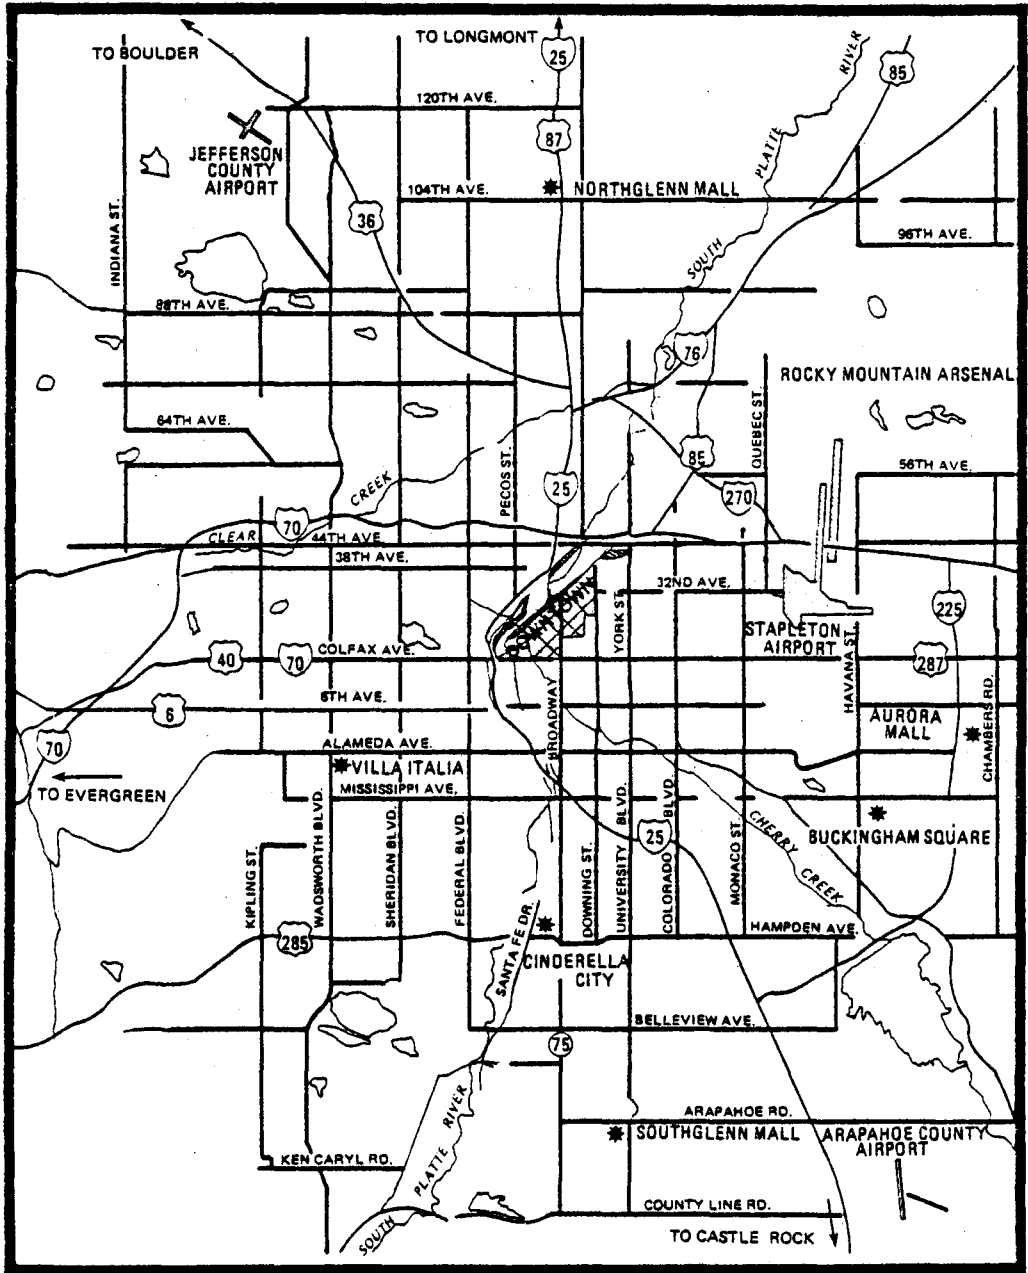 TO LONGMONT
25
TO BOULDER
RIVER
85
120TH AVE.
87
JEFFERSON
COUNTY
AIRPORT
PLATTE
104TH AVE.
NORTHGLENN MALL
36
INDIANA ST.
96TH AVE.
SOUTH
88TH AVE.
76
ROCKY MOUNTAIN ARSENAL
64TH AVE.
QUEBEC ST.
85
PECOS ST.
56TH AVE.
CREEK
25
270
70
CLEAR
44TH AVE.
38TH AVE.
32ND AVE.
DOWNTOWN
225
YORK ST.
STAPLETON
AIRPORT
HAVANA ST.
40
70
COLFAX AVE.
287
6TH AVE.
6
BROADWAY
AURORA
MALL
CHAMBERS RD.
70
ALAMEDA AVE.
VILLA ITALIA
TO EVERGREEN
MISSISSIPPI AVE.
25
CHERRY
CREEK
BUCKINGHAM SQUARE
KIPLING ST.
WADSWORTH BLVD.
SHERIDAN BLVD.
FEDERAL BLVD.
DOWNING ST.
UNIVERSITY BLVD.
COLORADO BLVD.
MONACO ST.
HAMPDEN AVE.
285
SANTA FE DR.
CINDERELLA
CITY
BELLEVIEW AVE.
75
ARAPAHOE RD.
SOUTHGLENN MALL
ARAPAHOE COUNTY
AIRPORT
KEN CARYL RD.
SOUTH PLATTE RIVER
COUNTY LINE RD.
TO CASTLE ROCK